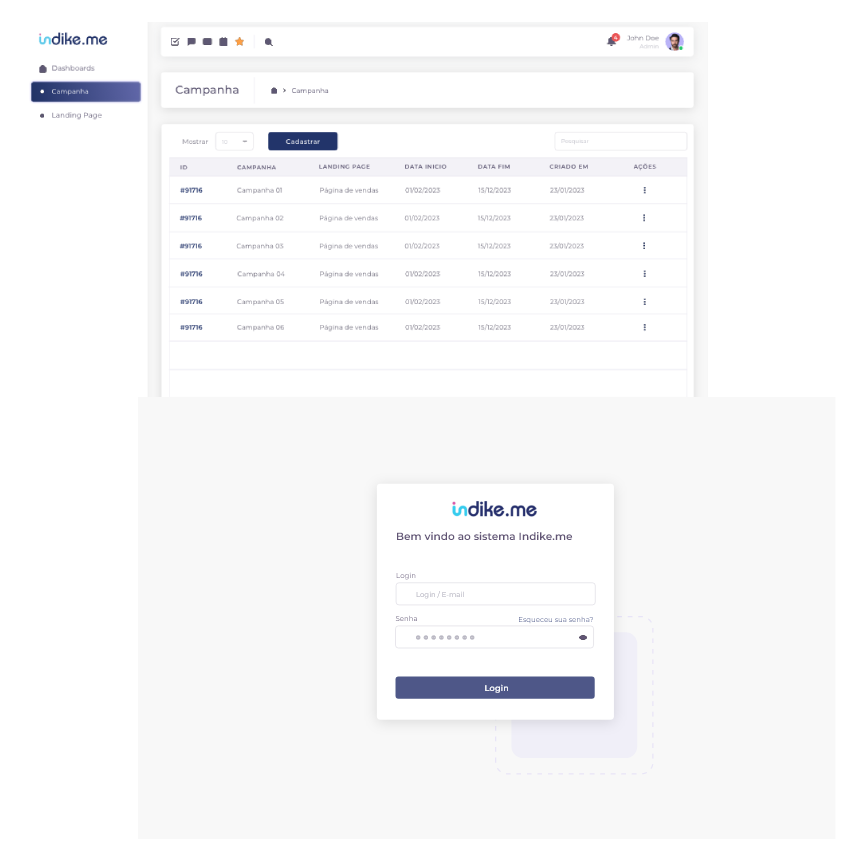 indike.me
Dashboards
Campanha
Landing Page
4
John Doe
Admin
Campanha
Campanha
Mostrar 10 Cadastrar Pesquisar
ID CAMPANHA LANDING PAGE DATA INICIO DATA FIM CRIADO EM AÇÕES
#91716 Campanha 01 Página de vendas 01/02/2023 15/12/2023 23/01/2023
#91716 Campanha 02 Página de vendas 01/02/2023 15/12/2023 23/01/2023
#91716 Campanha 03 Página de vendas 01/02/2023 15/12/2023 23/01/2023
#91716 Campanha 04 Página de vendas 01/02/2023 15/12/2023 23/01/2023
#91716 Campanha 05 Página de vendas 01/02/2023 15/12/2023 23/01/2023
#91716 Campanha 06 Página de vendas 01/02/2023 15/12/2023 23/01/2023
indike.me
Bem vindo ao sistema Indike.me
Login
Login / E-mail
Senha Esqueceu sua senha?
Login